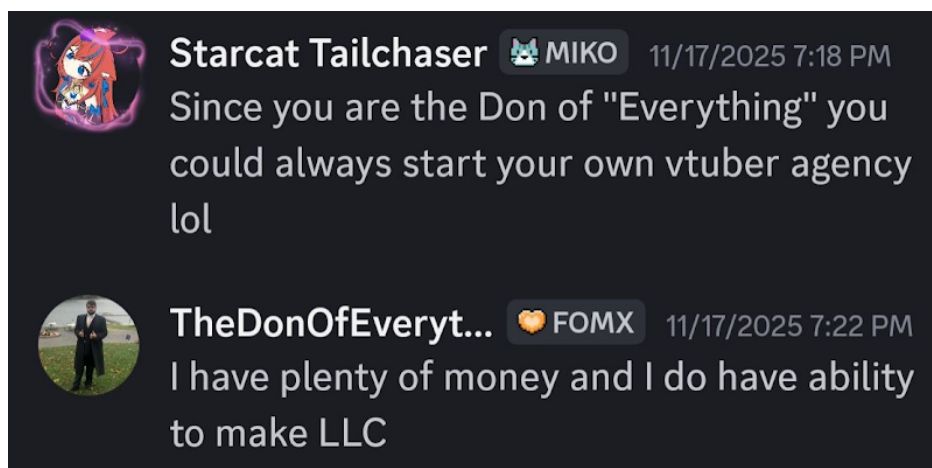 Starcat Tailchaser MIKO 11/17/2025 7:18 PM
Since you are the Don of "Everything" you
could always start your own vtuber agency
lol
TheDonOfEveryt... FOMX 11/17/2025 7:22 PM
I have plenty of money and I do have ability
to make LLC